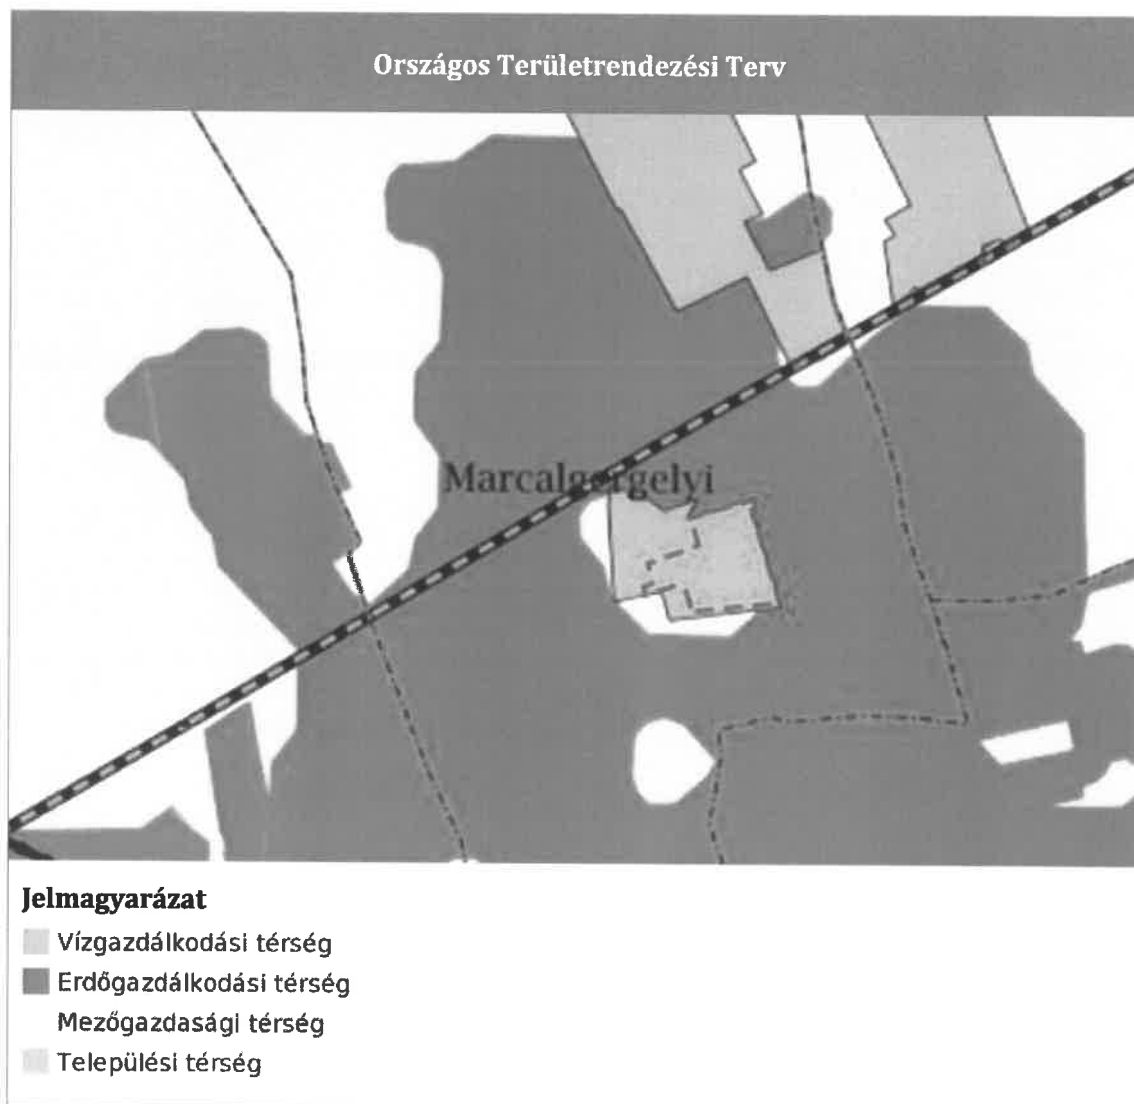 Országos Területrendezési Terv
Marcalgergelyi
Jelmagyarázat
Vízgazdálkodási térség
Erdőgazdálkodási térség
Mezőgazdasági térség
Települési térség